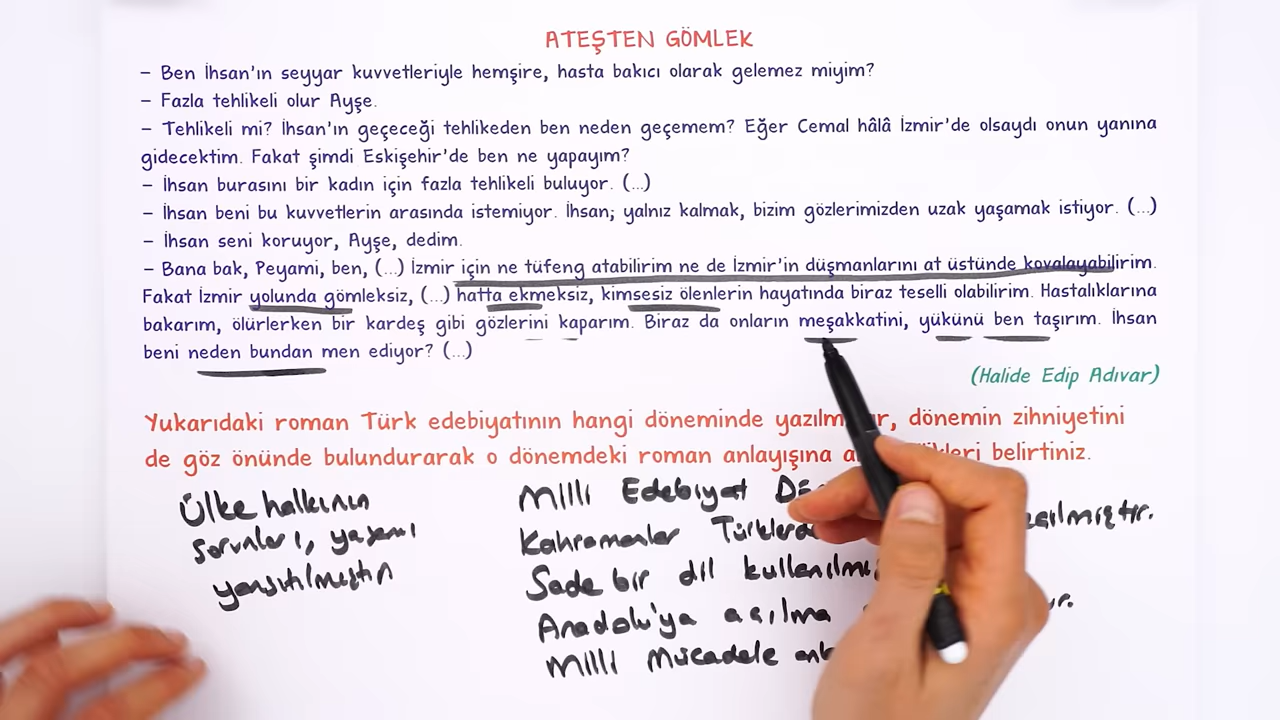 ATEŞTEN GÖMLEK
– Ben İhsan'ın seyyar kuvvetleriyle hemşire, hasta bakıcı olarak gelemez miyim?
– Fazla tehlikeli olur Ayşe.
– Tehlikeli mi? İhsan'ın geçeceği tehlikeden ben neden geçemem? Eğer Cemal hâlâ İzmir'de olsaydı onun yanına
gidecektim. Fakat şimdi Eskişehir'de ben ne yapayım?
– İhsan burasını bir kadın için fazla tehlikeli buluyor. (...)
– İhsan beni bu kuvvetlerin arasında istemiyor. İhsan; yalnız kalmak, bizim gözlerimizden uzak yaşamak istiyor. (...)
– İhsan seni koruyor, Ayşe, dedim.
– Bana bak, Peyami, ben, (...) İzmir için ne tüfeng atabilirim ne de İzmir'in düşmanlarını at üstünde kovalayabilirim.
Fakat İzmir yolunda gömleksiz, (...) hatta ekmeksiz, kimsesiz ölenlerin hayatında biraz teselli olabilirim. Hastalıklarına
bakarım, ölürlerken bir kardeş gibi gözlerini kaparım. Biraz da onların meşakkatini, yükünü ben taşırım. İhsan
beni neden bundan men ediyor? (...)
(Halide Edip Adıvar)
Yukarıdaki roman Türk edebiyatının hangi döneminde dönemin zihniyetini
de göz önünde bulundurarak o dönemdeki roman anlayışına belirtiniz.
Ülke halkının
sorunları, yaşamı
yansıtılmıştır
Milli Edebiyat
Kahramanlar
Sade bir dil
Anadolu'ya açılma
Milli Mücadele